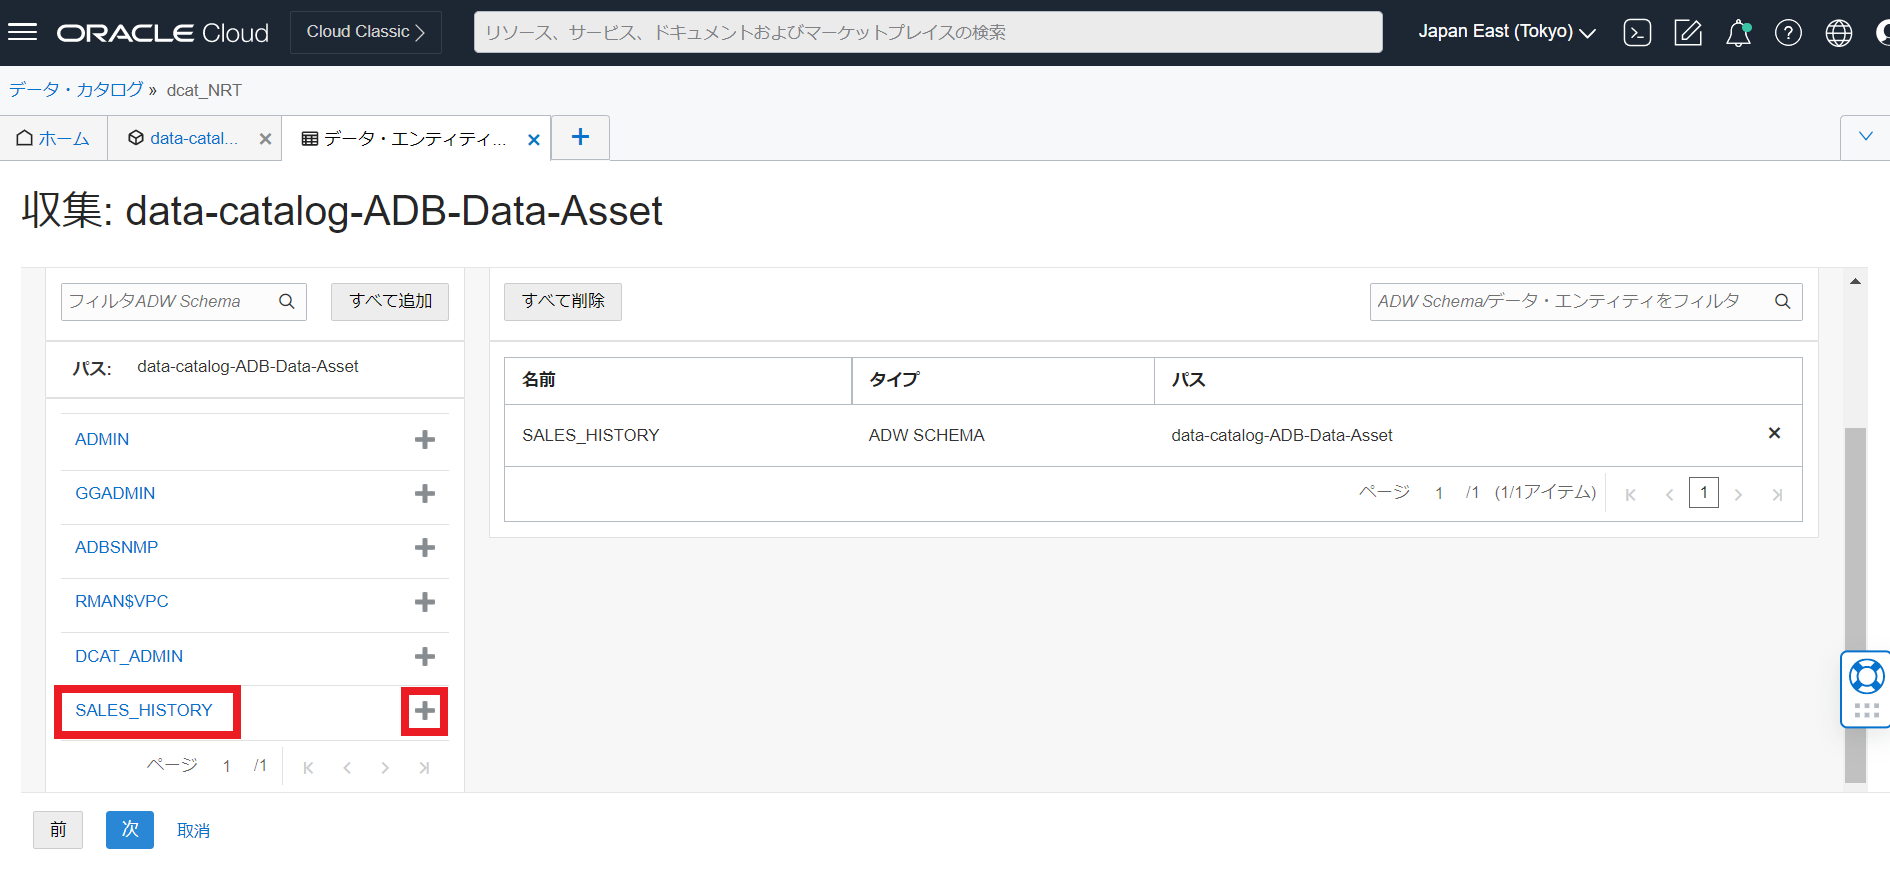 ORACLE Cloud
Cloud Classic
リソース、サービス、ドキュメントおよびマーケットプレイスの検索
Japan East (Tokyo)
データ・カタログ » dcat_NRT
ホーム
data-catal...
データ・エンティティ...
収集: data-catalog-ADB-Data-Asset
フィルタADW Schema
すべて追加
パス: data-catalog-ADB-Data-Asset
ADMIN
GGADMIN
ADBSNMP
RMAN$VPC
DCAT_ADMIN
SALES_HISTORY
ページ 1 /1
すべて削除
ADW Schema/データ・エンティティをフィルタ
名前 タイプ パス
SALES_HISTORY ADW SCHEMA data-catalog-ADB-Data-Asset
ページ 1 /1 (1/1アイテム) 1
前 次 取消